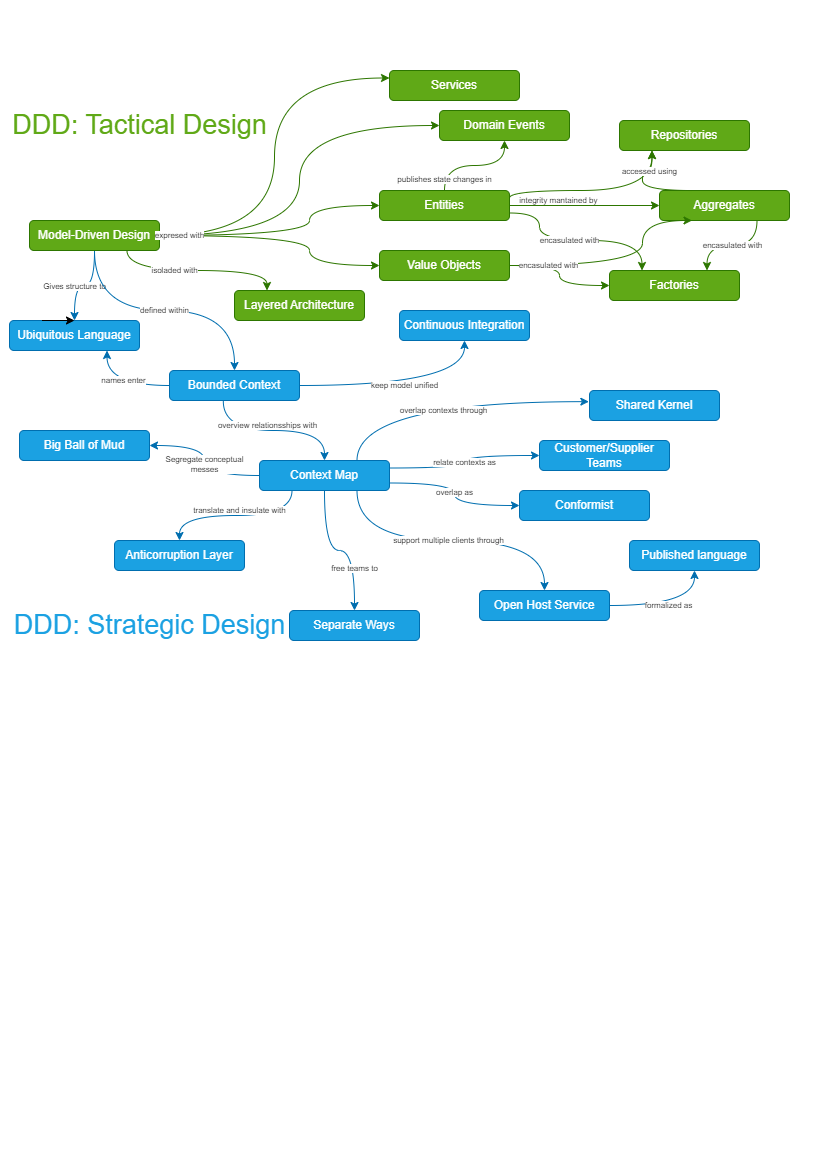 Services
DDD: Tactical Design
Domain Events
Repositories
accessed using
publishes state changes in
Entities
integrity mantained by
Aggregates
Model-Driven Design
expresed with
encasulated with
encasulated with
Value Objects
encasulated with
isoladed with
Factories
Gives structure to
Layered Architecture
defined within
Ubiquitous Language
Continuous Integration
names enter
Bounded Context
keep model unified
overlap contexts through
Shared Kernel
overview relationsships with
Big Ball of Mud
Segregate conceptual
messes
Context Map
relate contexts as
Customer/Supplier
Teams
overlap as
Conformist
translate and insulate with
Anticorruption Layer
free teams to
support multiple clients through
Published language
Open Host Service
formalized as
DDD: Strategic Design
Separate Ways